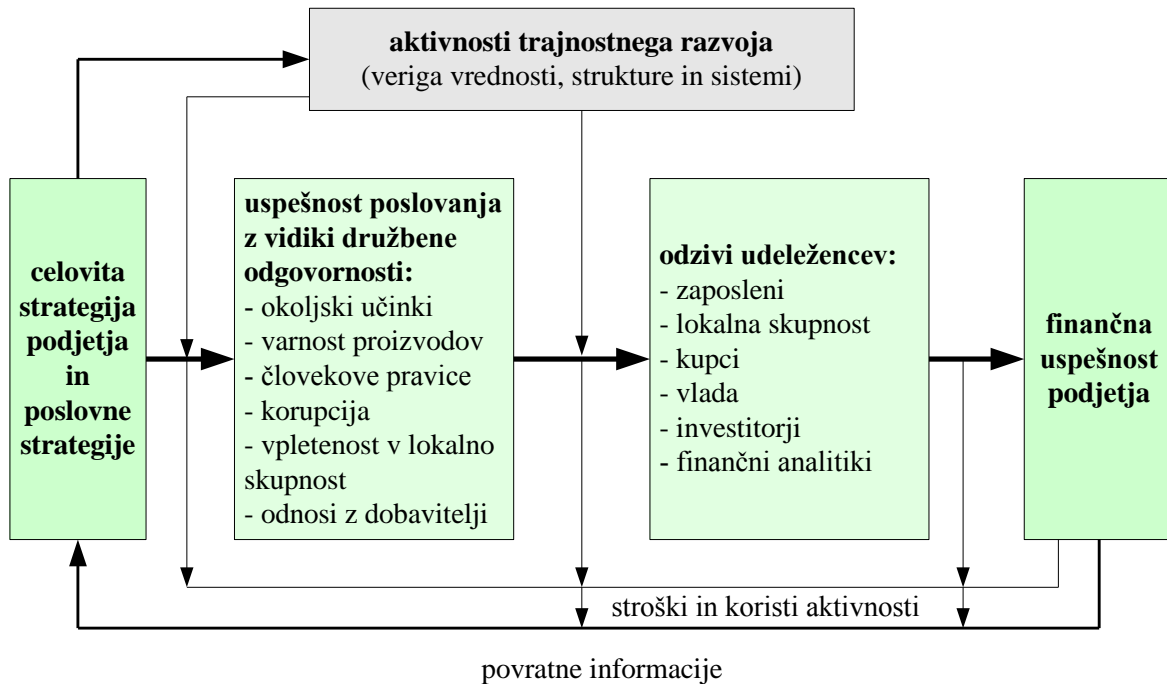 aktivnosti trajnostnega razvoja
(veriga vrednosti, strukture in sistemi)
celovita
strategija
podjetja
in
poslovne
strategije
uspešnost poslovanja
z vidiki družbene
odgovornosti:
- okoljski učinki
- varnost proizvodov
- človekove pravice
- korupcija
- vpletenost v lokalno
skupnost
- odnosi z dobavitelji
odzivi udeležencev:
- zaposleni
- lokalna skupnost
- kupci
- vlada
- investitorji
- finančni analitiki
finančna
uspešnost
podjetja
stroški in koristi aktivnosti
povratne informacije